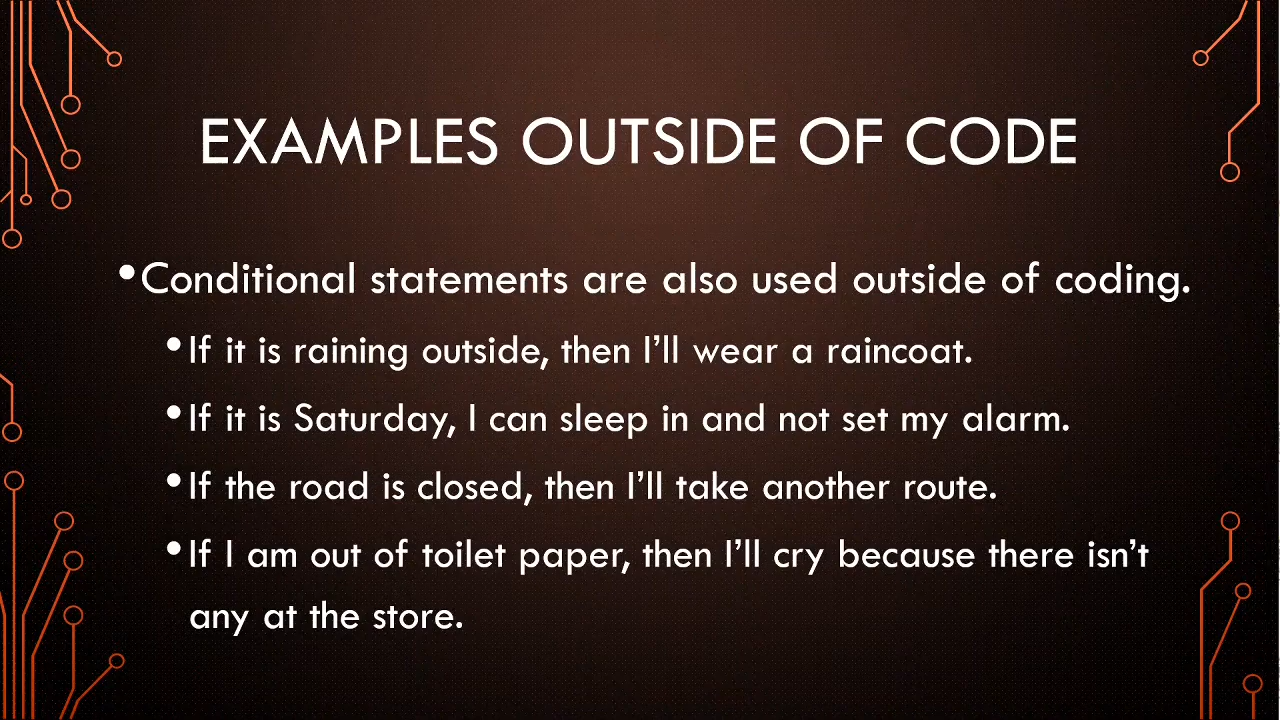 EXAMPLES OUTSIDE OF CODE
•Conditional statements are also used outside of coding.
•If it is raining outside, then I’ll wear a raincoat.
•If it is Saturday, I can sleep in and not set my alarm.
•If the road is closed, then I’ll take another route.
•If I am out of toilet paper, then I’ll cry because there isn’t
any at the store.